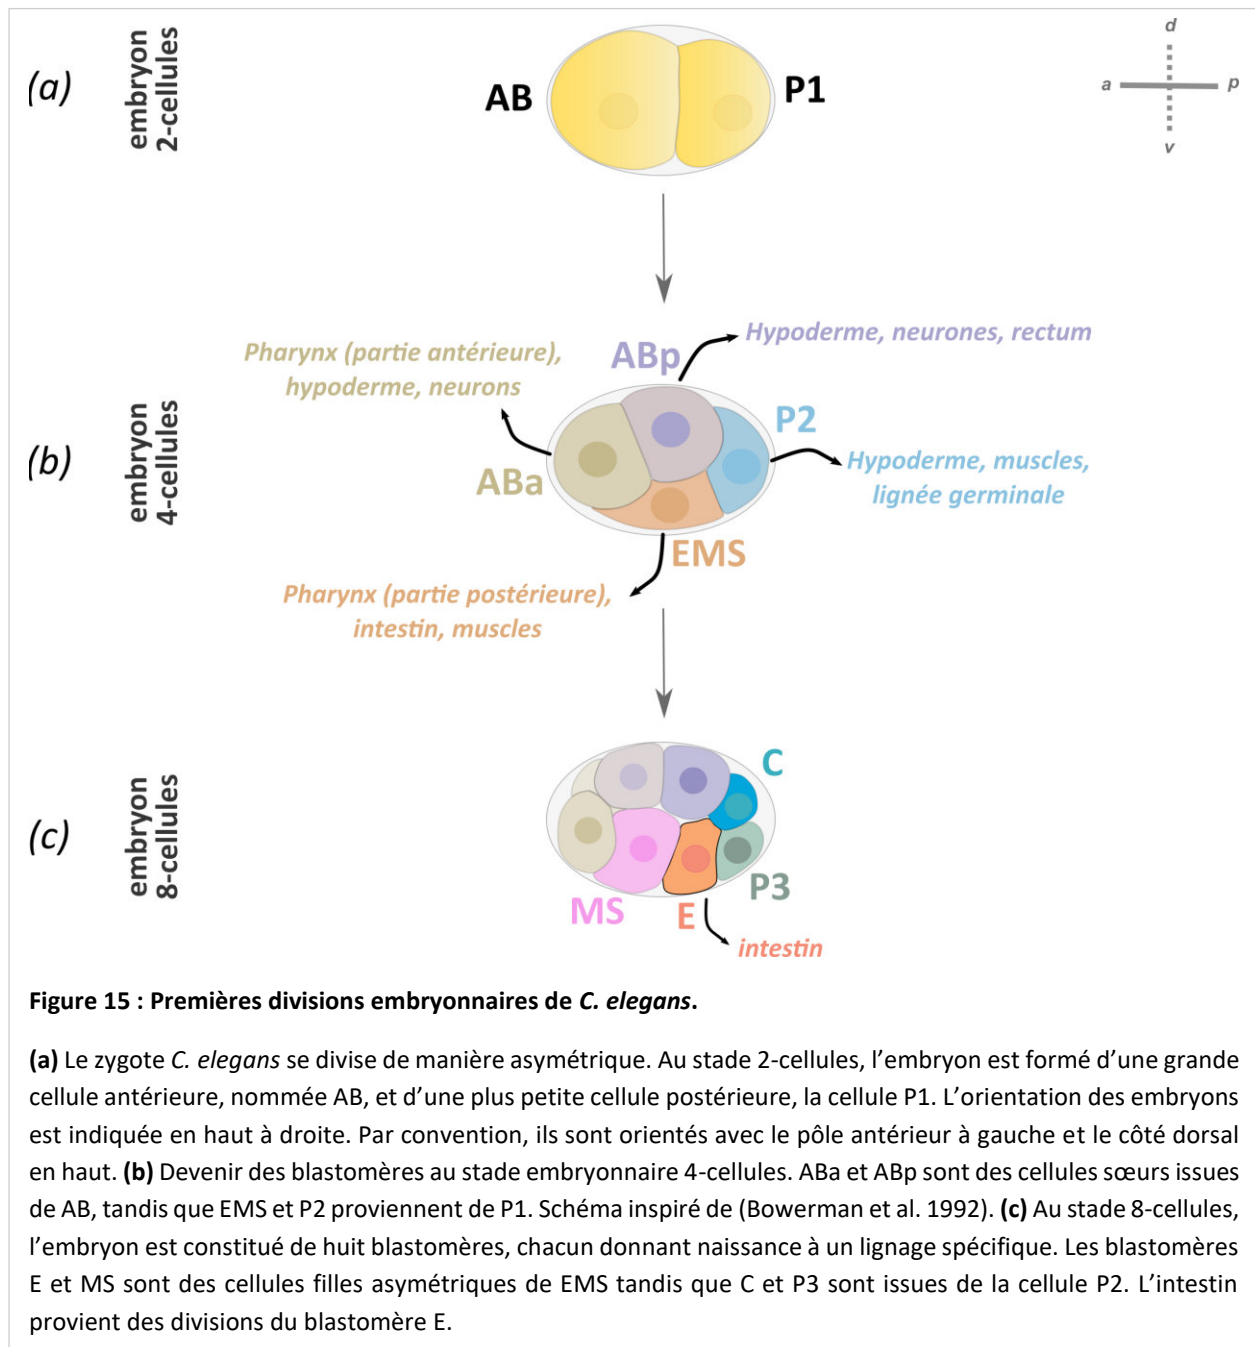 (a)
embryon
2-cellules
AB
P1
d
a
p
v
Pharynx (partie antérieure),
hypoderme, neurons
ABp
Hypoderme, neurones, rectum
(b)
embryon
4-cellules
P2
Hypoderme, muscles,
lignée germinale
ABa
EMS
Pharynx (partie postérieure),
intestin, muscles
(c)
embryon
8-cellules
C
P3
MS
E
intestin
Figure 15 : Premières divisions embryonnaires de C. elegans.
(a) Le zygote C. elegans se divise de manière asymétrique. Au stade 2-cellules, l’embryon est formé d’une grande
cellule antérieure, nommée AB, et d’une plus petite cellule postérieure, la cellule P1. L’orientation des embryons
est indiquée en haut à droite. Par convention, ils sont orientés avec le pôle antérieur à gauche et le côté dorsal
en haut. (b) Devenir des blastomères au stade embryonnaire 4-cellules. ABa et ABp sont des cellules sœurs issues
de AB, tandis que EMS et P2 proviennent de P1. Schéma inspiré de (Bowerman et al. 1992). (c) Au stade 8-cellules,
l’embryon est constitué de huit blastomères, chacun donnant naissance à un lignage spécifique. Les blastomères
E et MS sont des cellules filles asymétriques de EMS tandis que C et P3 sont issues de la cellule P2. L’intestin
provient des divisions du blastomère E.